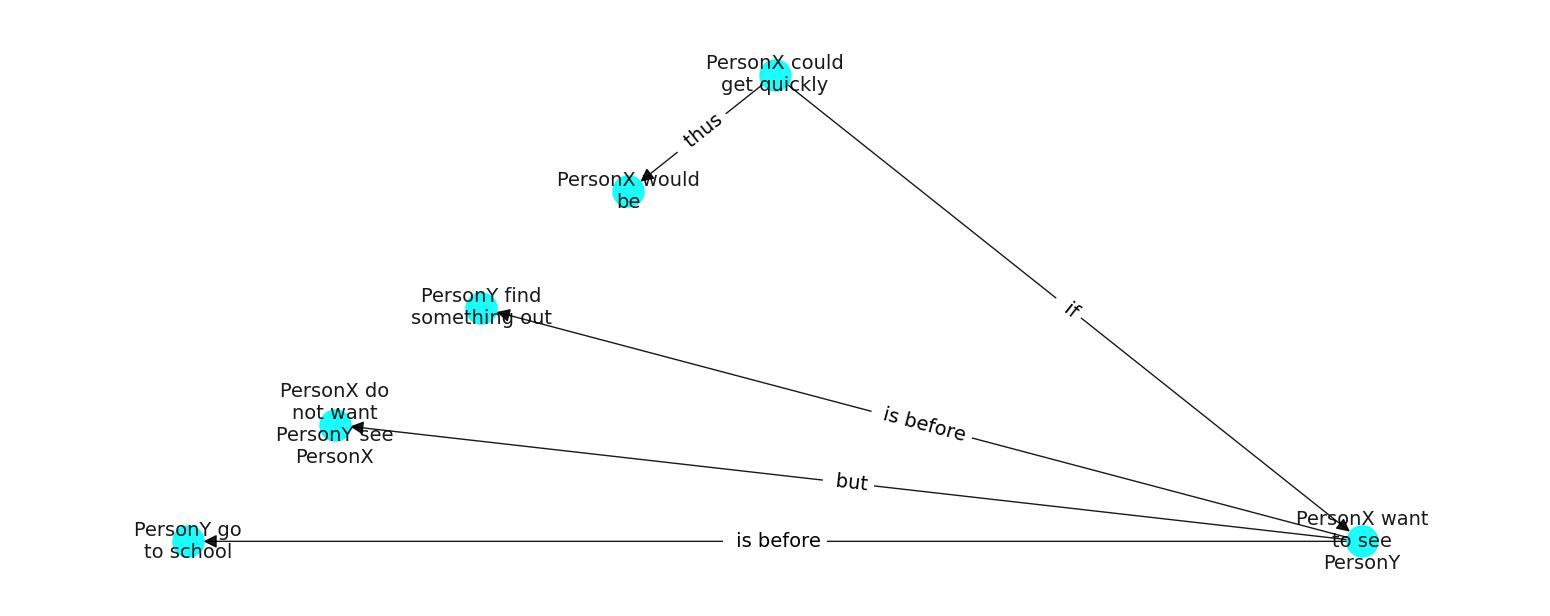 PersonX could
get quickly
thus
PersonX would
be
PersonY find
something out
if
PersonX do
not want
PersonY see
PersonX
is before
but
PersonY go
to school
is before
PersonX want
to see
PersonY